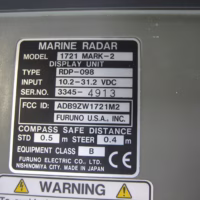 MARINE RADAR
MODEL 1721 MARK-2
DISPLAY UNIT
TYPE RDP-098
INPUT 10.2-31.2 VDC
SER.NO. 3345-4913
FCC ID: ADB9ZW1721M2
FURUNO U.S.A., INC.
COMPASS SAFE DISTANCE
STD 0.5 m STEER 0.4 m
EQUIPMENT CLASS B
FURUNO ELECTRIC CO., LTD.
NISHINOMIYA CITY, MADE IN JAPAN
WARNING